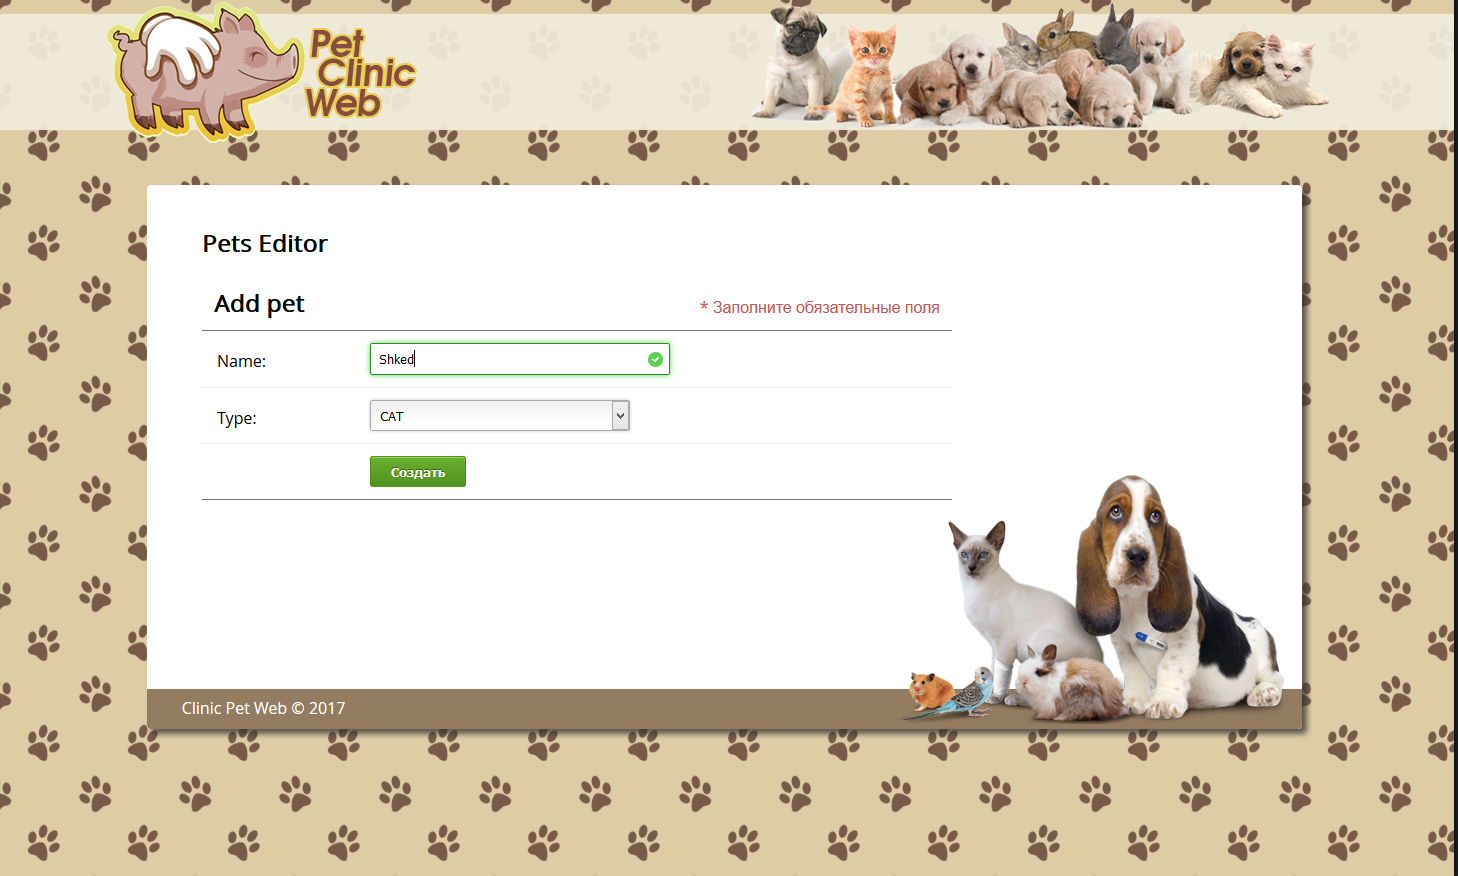 Pet
Clinic
Web
Pets Editor
Add pet
* Заполните обязательные поля
Name:
Shked
Type:
CAT
Создать
Clinic Pet Web © 2017